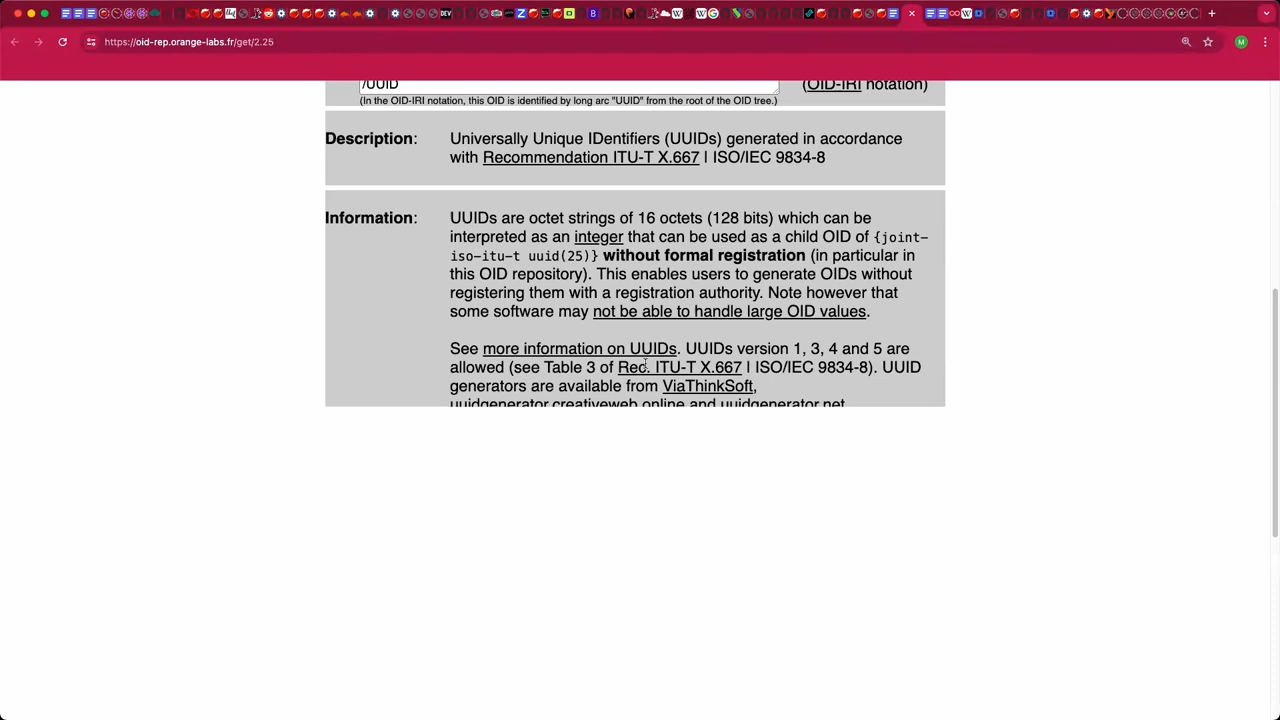 https://oid-rep.orange-labs.fr/get/2.25
/UUID
(OID-IRI notation)
(In the OID-IRI notation, this OID is identified by long arc "UUID" from the root of the OID tree.)
Description: Universally Unique IDentifiers (UUIDs) generated in accordance
with Recommendation ITU-T X.667 | ISO/IEC 9834-8
Information: UUIDs are octet strings of 16 octets (128 bits) which can be
interpreted as an integer that can be used as a child OID of {joint-
iso-itu-t uuid(25)} without formal registration (in particular in
this OID repository). This enables users to generate OIDs without
registering them with a registration authority. Note however that
some software may not be able to handle large OID values.
See more information on UUIDs. UUIDs version 1, 3, 4 and 5 are
allowed (see Table 3 of Rec. ITU-T X.667 | ISO/IEC 9834-8). UUID
generators are available from ViaThinkSoft,
uuidgenerator.creativeweb.online and uuidgenerator.net